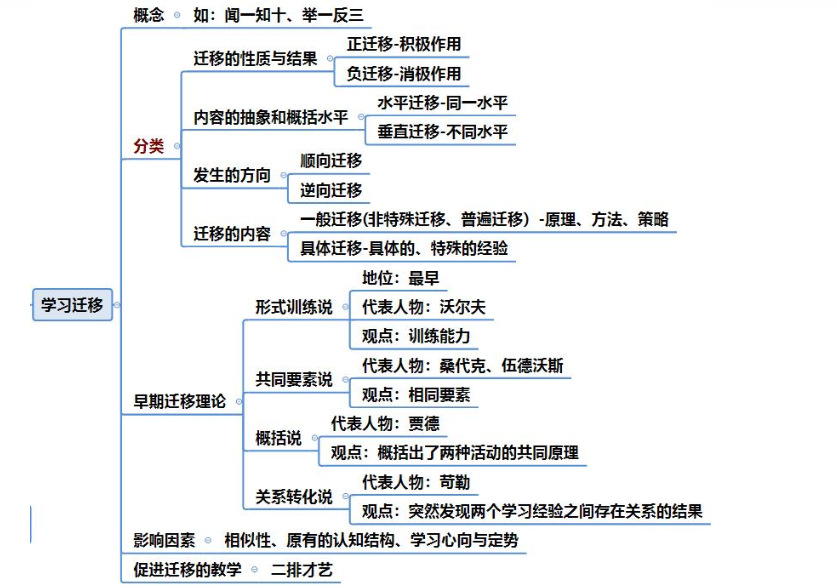 概念 如：闻一知十、举一反三
正迁移-积极作用
迁移的性质与结果
负迁移-消极作用
水平迁移-同一水平
内容的抽象和概括水平
垂直迁移-不同水平
分类
顺向迁移
发生的方向
逆向迁移
一般迁移(非特殊迁移、普遍迁移）-原理、方法、策略
迁移的内容
具体迁移-具体的、特殊的经验
地位：最早
学习迁移
形式训练说
代表人物：沃尔夫
观点：训练能力
代表人物：桑代克、伍德沃斯
共同要素说
观点：相同要素
早期迁移理论
代表人物：贾德
概括说
观点：概括出了两种活动的共同原理
代表人物：苛勒
关系转化说
观点：突然发现两个学习经验之间存在关系的结果
影响因素 相似性、原有的认知结构、学习心向与定势
促进迁移的教学 二排才艺